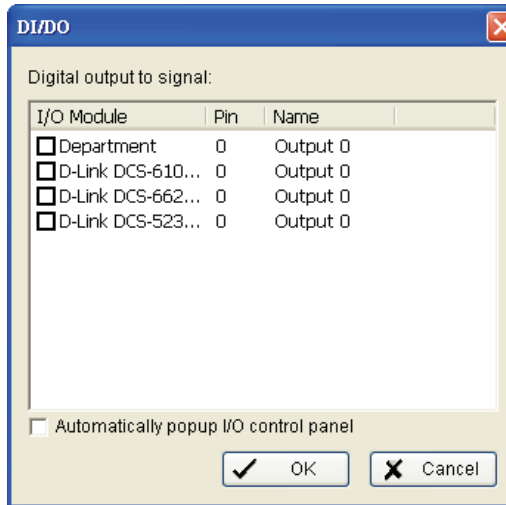 DI/DO
Digital output to signal:
I/O Module Pin Name
Department 0 Output 0
D-Link DCS-610... 0 Output 0
D-Link DCS-662... 0 Output 0
D-Link DCS-523... 0 Output 0
Automatically popup I/O control panel
OK Cancel